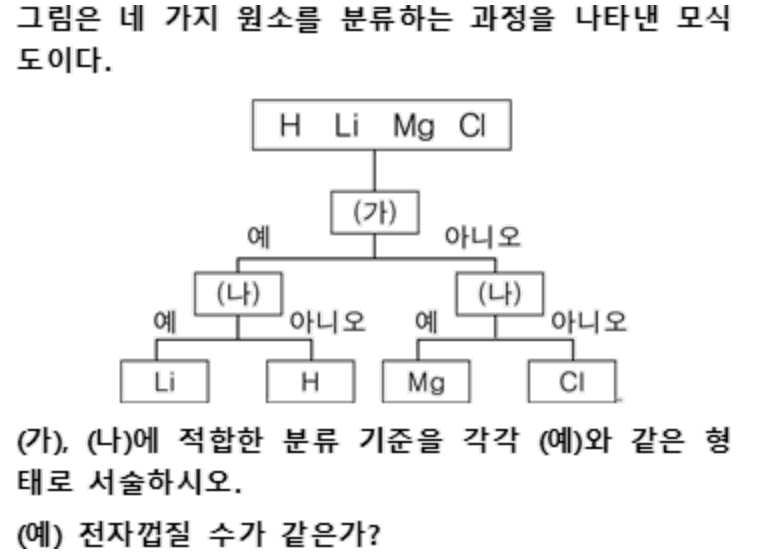 그림은 네 가지 원소를 분류하는 과정을 나타낸 모식
도이다.
H Li Mg Cl
(가)
예 아니오
(나) (나)
예 아니오 예 아니오
Li H Mg Cl
(가), (나)에 적합한 분류 기준을 각각 (예)와 같은 형
태로 서술하시오.
(예) 전자껍질 수가 같은가?